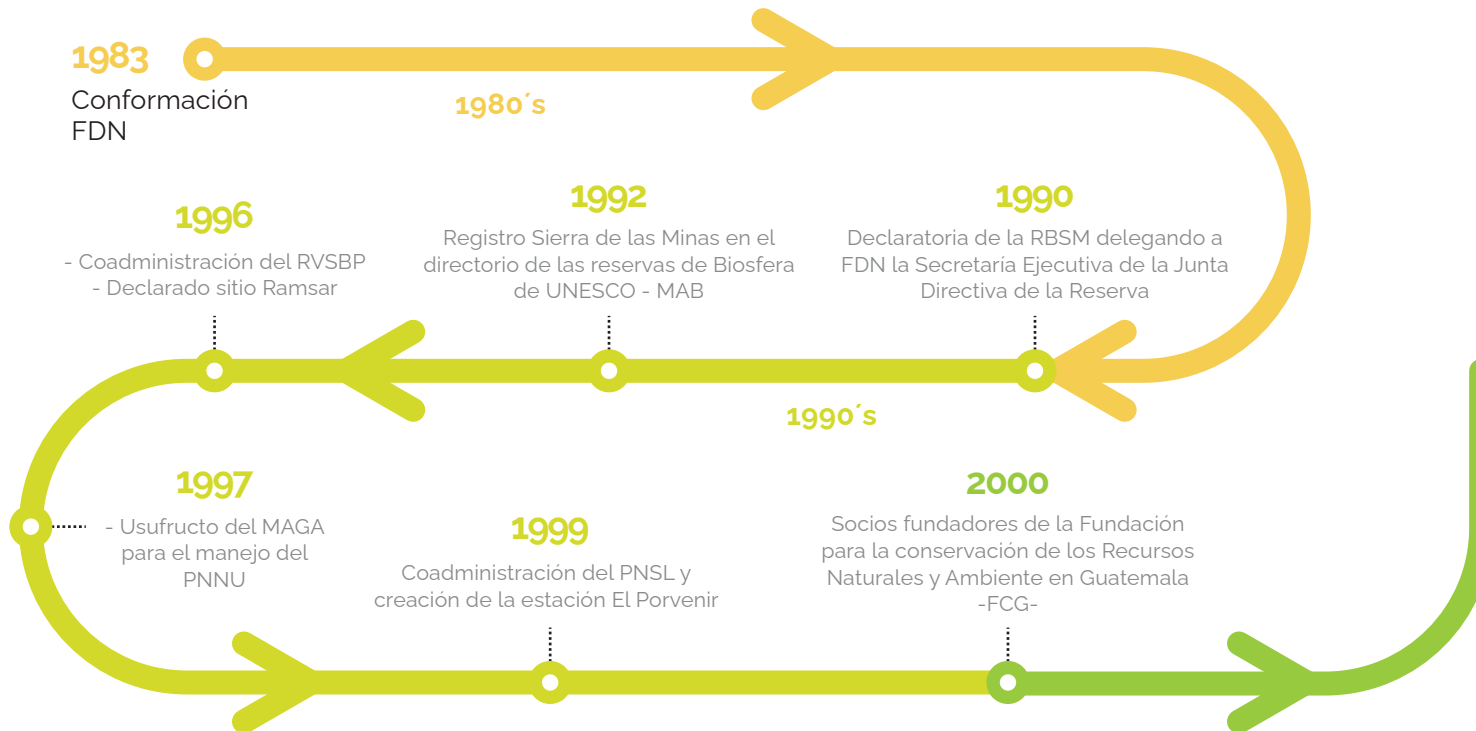 1983
Conformación
FDN
1980´s
1990
Declaratoria de la RBSM delegando a
FDN la Secretaría Ejecutiva de la Junta
Directiva de la Reserva
1992
Registro Sierra de las Minas en el
directorio de las reservas de Biosfera
de UNESCO - MAB
1996
- Coadministración del RVSBP
- Declarado sitio Ramsar
1990´s
1997
- Usufructo del MAGA
para el manejo del
PNNU
1999
Coadministración del PNSL y
creación de la estación El Porvenir
2000
Socios fundadores de la Fundación
para la conservación de los Recursos
Naturales y Ambiente en Guatemala
-FCG-